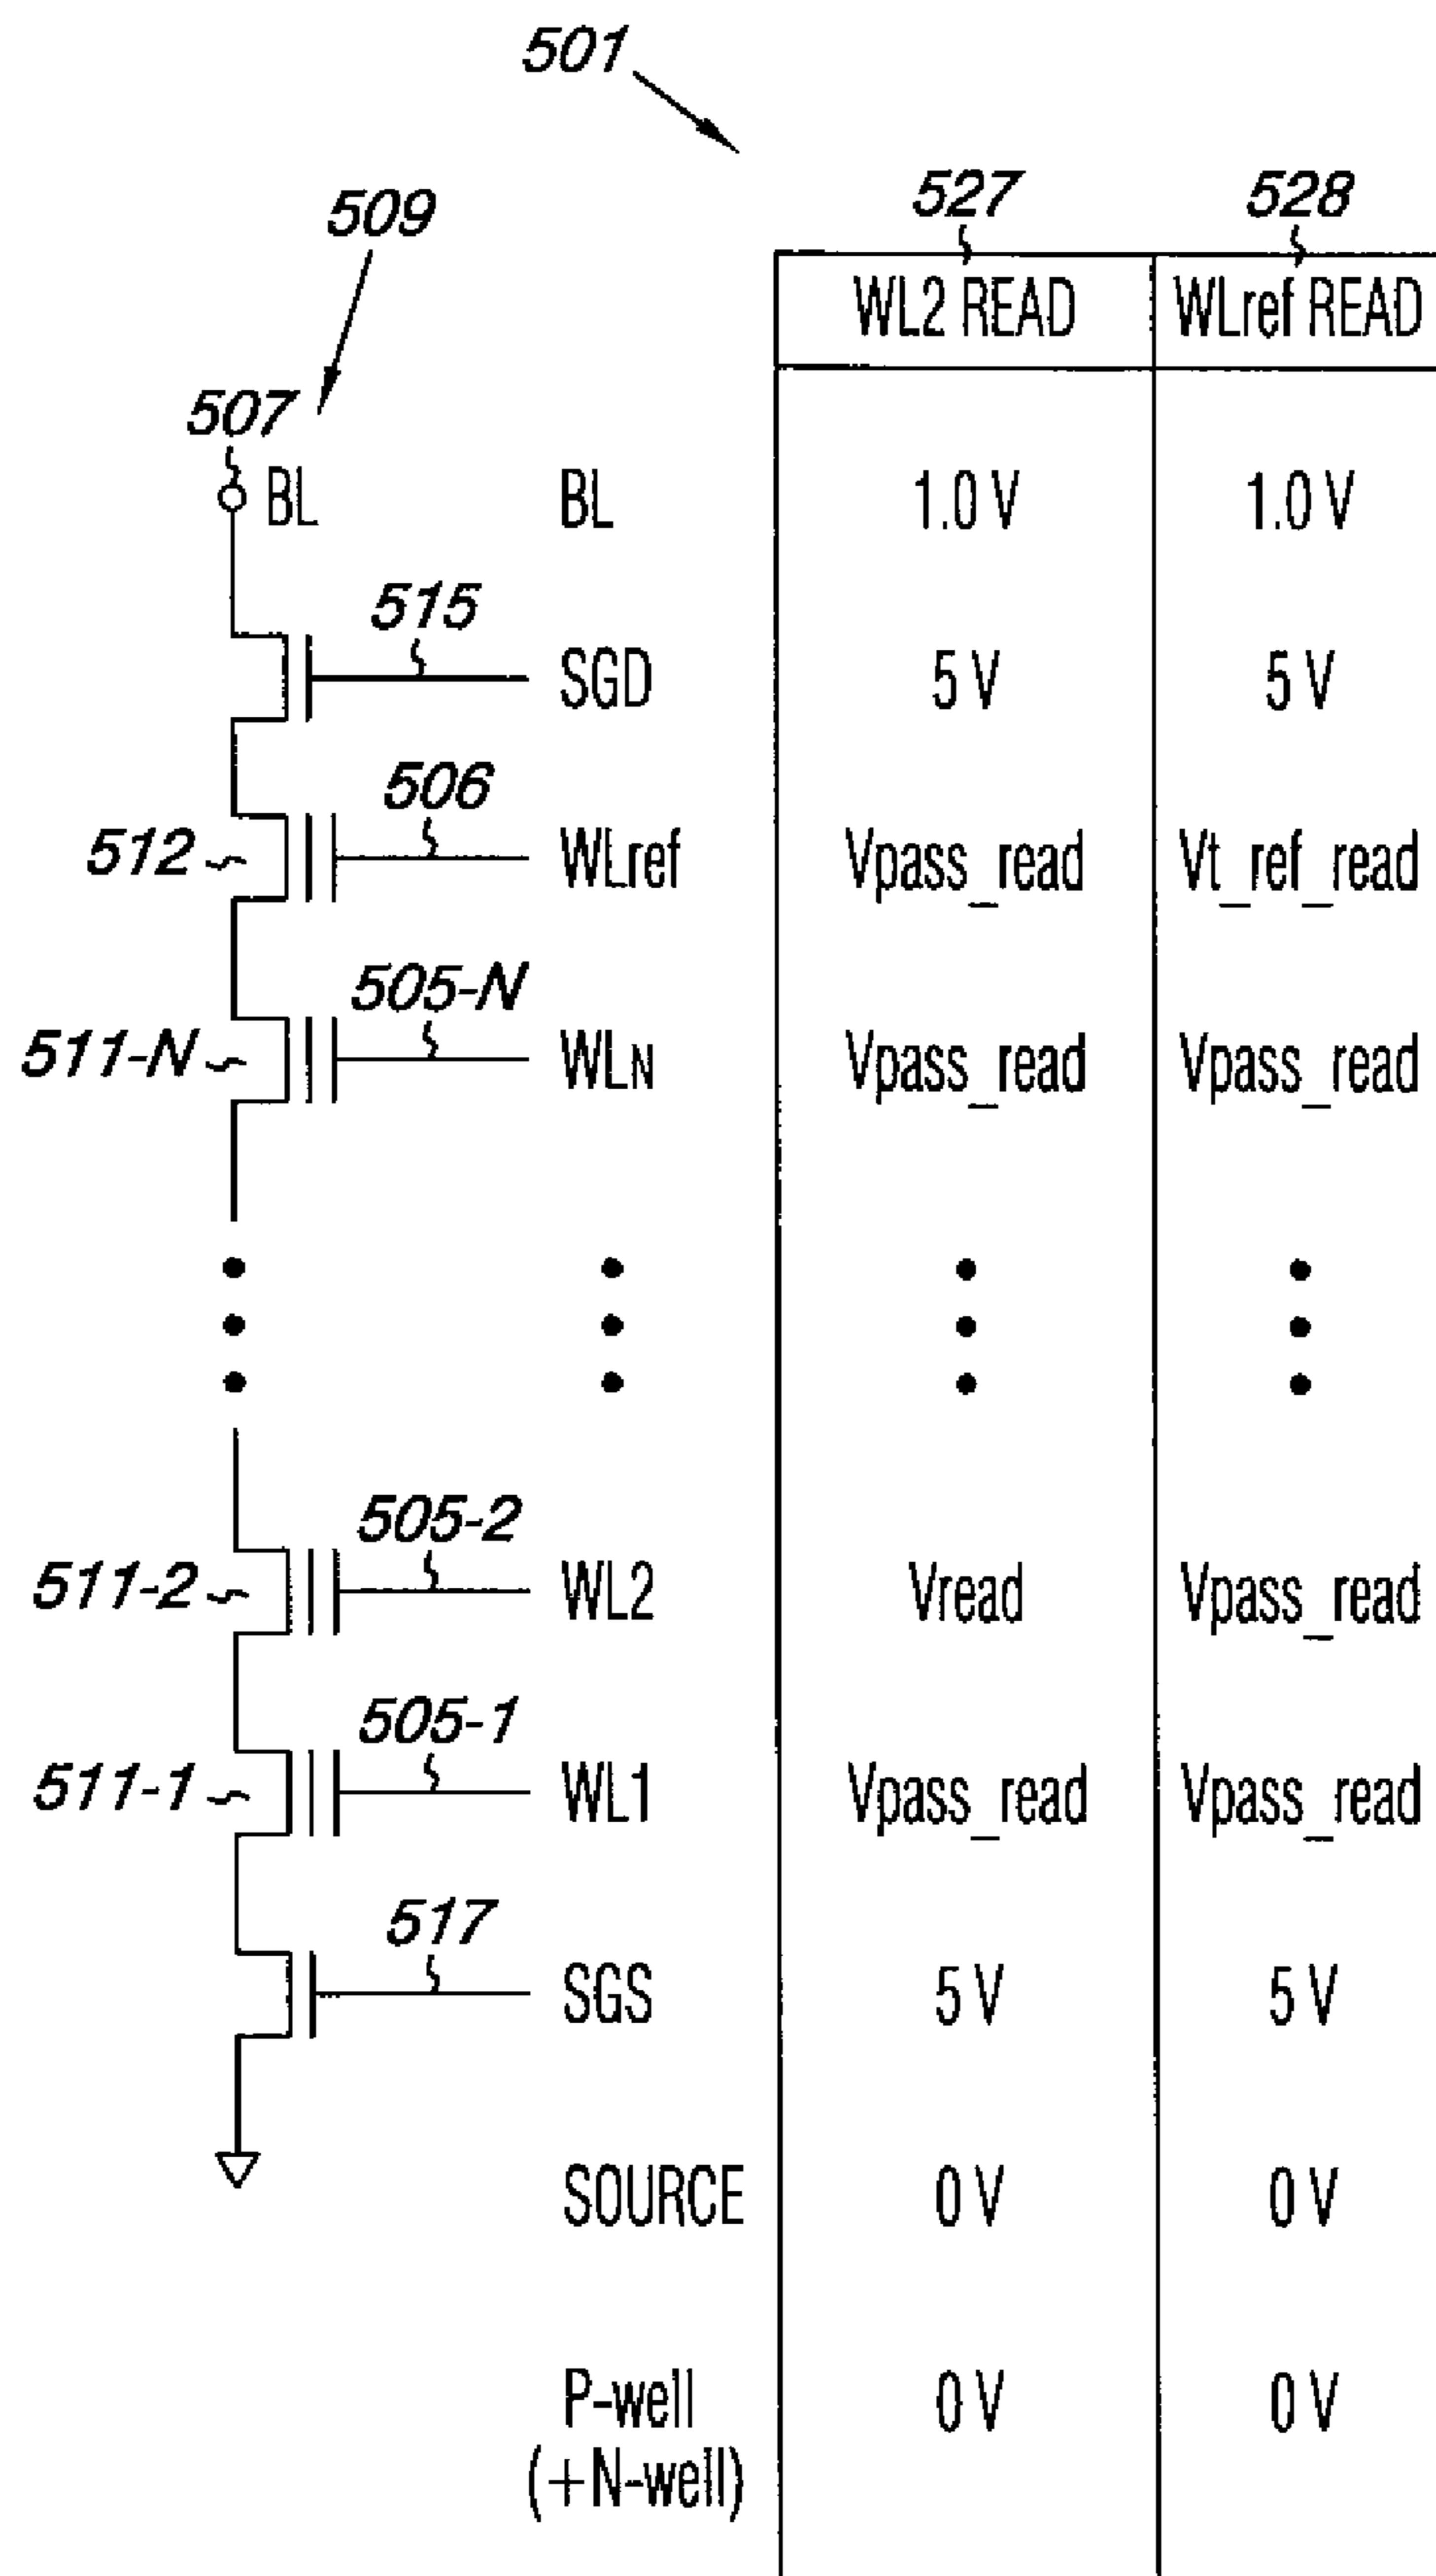 501
509
527 528
WL2 READ WLref READ
507
BL BL 1.0 V 1.0 V
515
SGD 5 V 5 V
506
512 WLref Vpass_read Vt_ref_read
505-N
511-N WLN Vpass_read Vpass_read
505-2
511-2 WL2 Vread Vpass_read
505-1
511-1 WL1 Vpass_read Vpass_read
517
SGS 5 V 5 V
SOURCE 0 V 0 V
P-well 0 V 0 V
(+N-well)